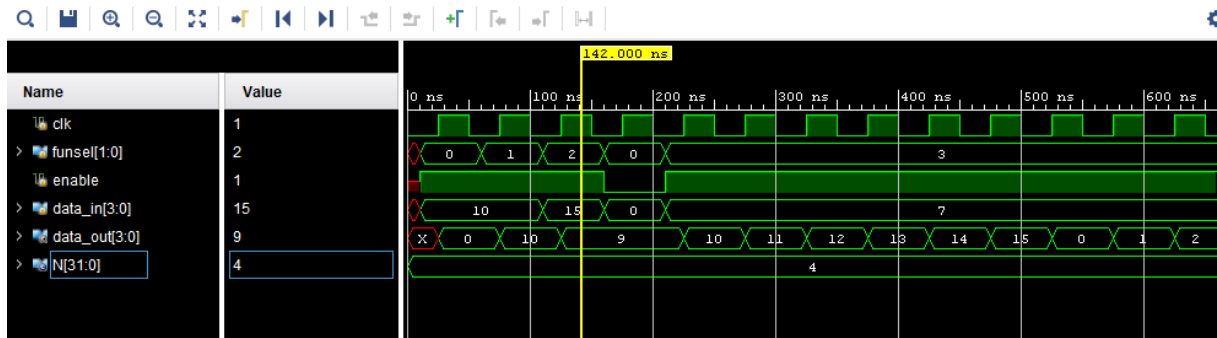 142.000 ns
Name Value
0 ns 100 ns 200 ns 300 ns 400 ns 500 ns 600 ns
clk 1
funsel[1:0] 2 0 1 2 0 3
enable 1
data_in[3:0] 15 10 15 0 7
data_out[3:0] 9 X 0 10 9 10 11 12 13 14 15 0 1 2
N[31:0] 4 4